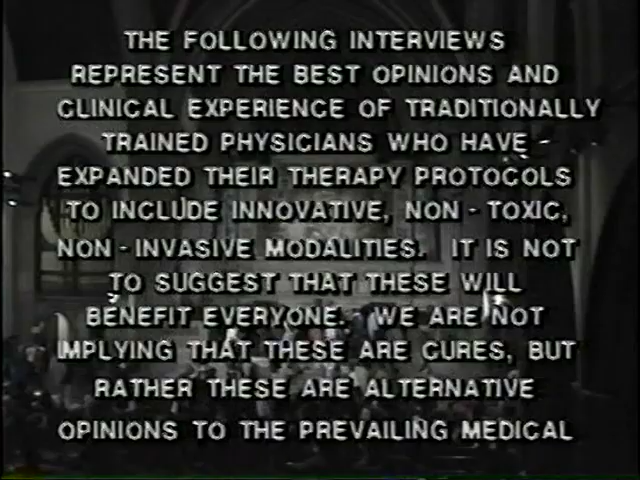 THE FOLLOWING INTERVIEWS
REPRESENT THE BEST OPINIONS AND
CLINICAL EXPERIENCE OF TRADITIONALLY
TRAINED PHYSICIANS WHO HAVE -
EXPANDED THEIR THERAPY PROTOCOLS
TO INCLUDE INNOVATIVE, NON - TOXIC,
NON - INVASIVE MODALITIES. IT IS NOT
TO SUGGEST THAT THESE WILL
BENEFIT EVERYONE. WE ARE NOT
IMPLYING THAT THESE ARE CURES, BUT
RATHER THESE ARE ALTERNATIVE
OPINIONS TO THE PREVAILING MEDICAL